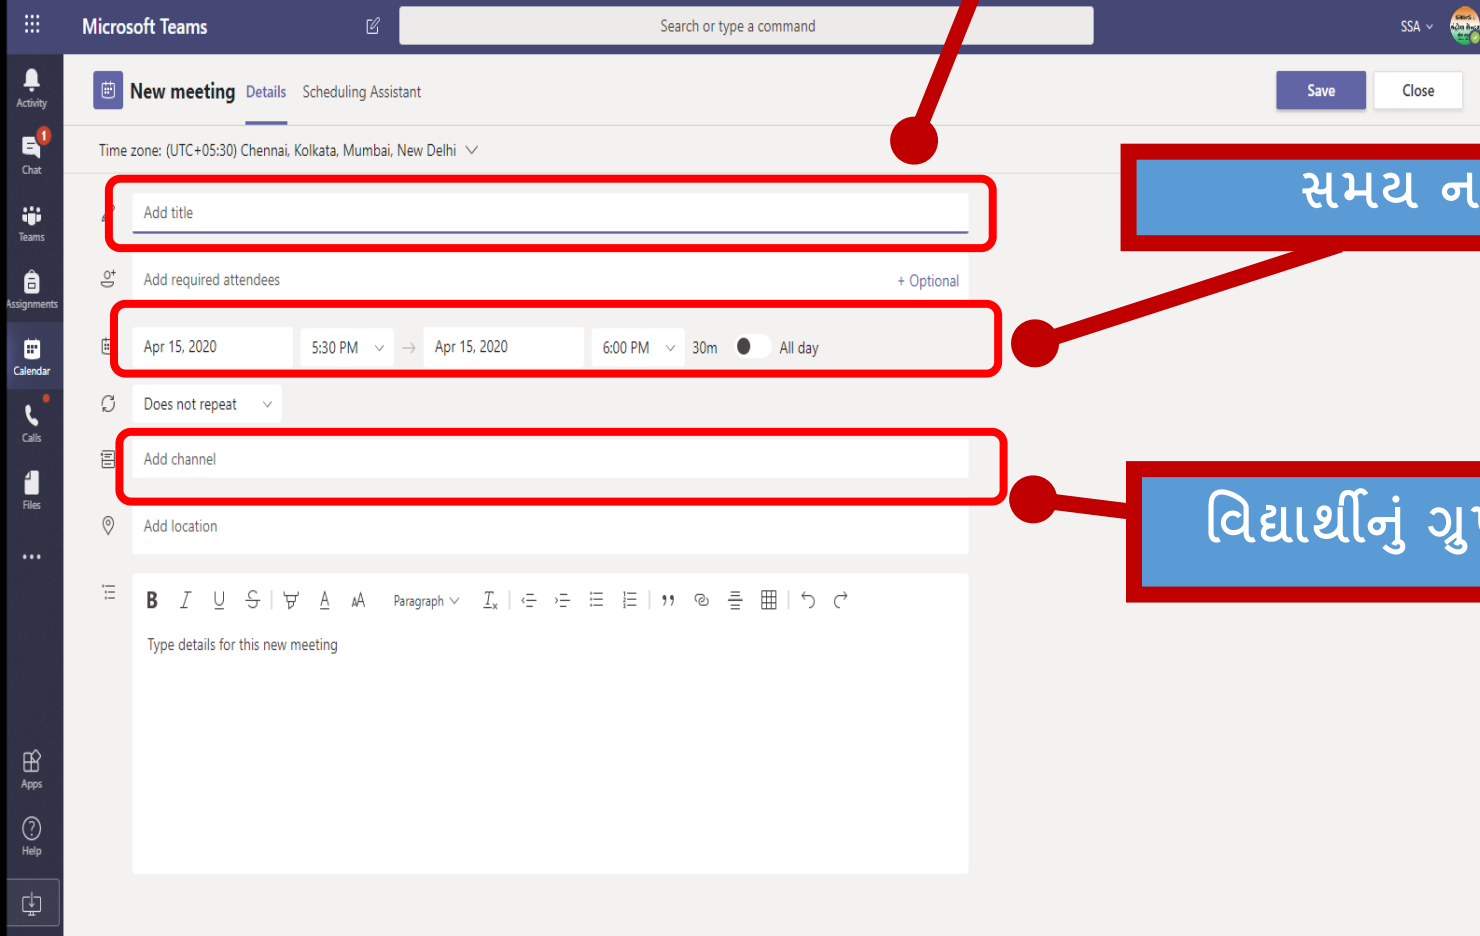 Microsoft Teams
Search or type a command
SSA
Activity
New meeting Details Scheduling Assistant
Save Close
1
Chat
Time zone: (UTC+05:30) Chennai, Kolkata, Mumbai, New Delhi
સમય
Add title
Teams
Add required attendees
+ Optional
Assignments
Apr 15, 2020 5:30 PM → Apr 15, 2020 6:00 PM 30m All day
Calendar
Does not repeat
Calls
Add channel
Files
વિદ્યાર્થીનું
Add location
B I U S A AA Paragraph
Type details for this new meeting
Apps
Help